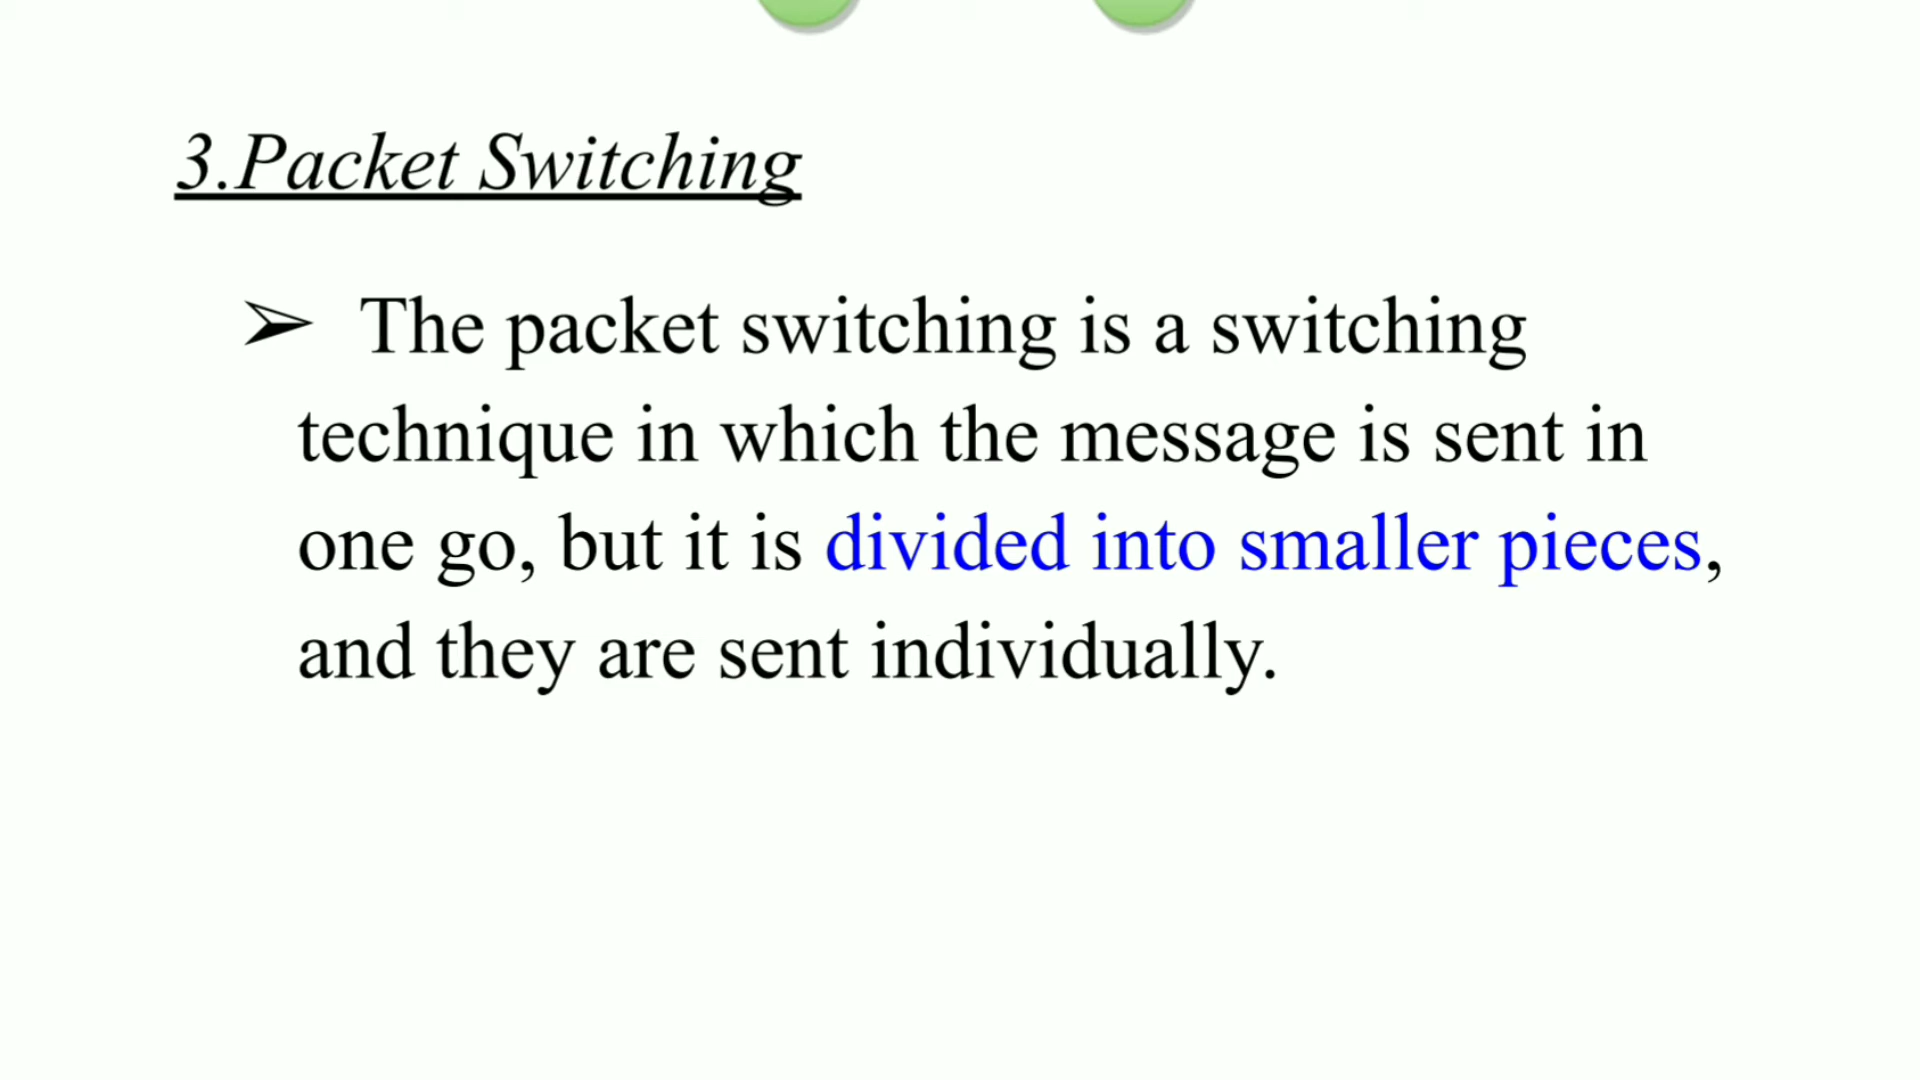 3.Packet Switching
➢ The packet switching is a switching
technique in which the message is sent in
one go, but it is divided into smaller pieces,
and they are sent individually.